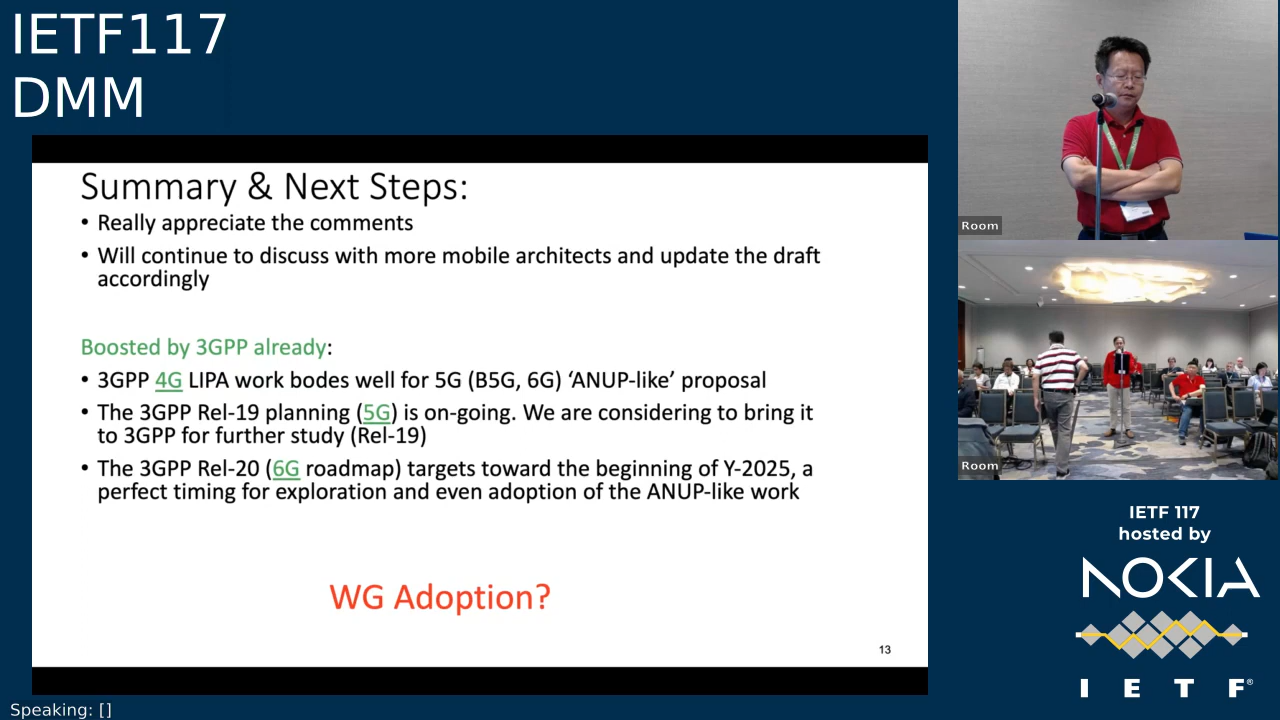 IETF117
DMM
Summary & Next Steps:
• Really appreciate the comments
• Will continue to discuss with more mobile architects and update the draft
accordingly
Boosted by 3GPP already:
• 3GPP 4G LIPA work bodes well for 5G (B5G, 6G) ‘ANUP-like’ proposal
• The 3GPP Rel-19 planning (5G) is on-going. We are considering to bring it
to 3GPP for further study (Rel-19)
• The 3GPP Rel-20 (6G roadmap) targets toward the beginning of Y-2025, a
perfect timing for exploration and even adoption of the ANUP-like work
WG Adoption?
13
Room
Room
IETF 117
hosted by
NOKIA
I E T F®
Speaking: []